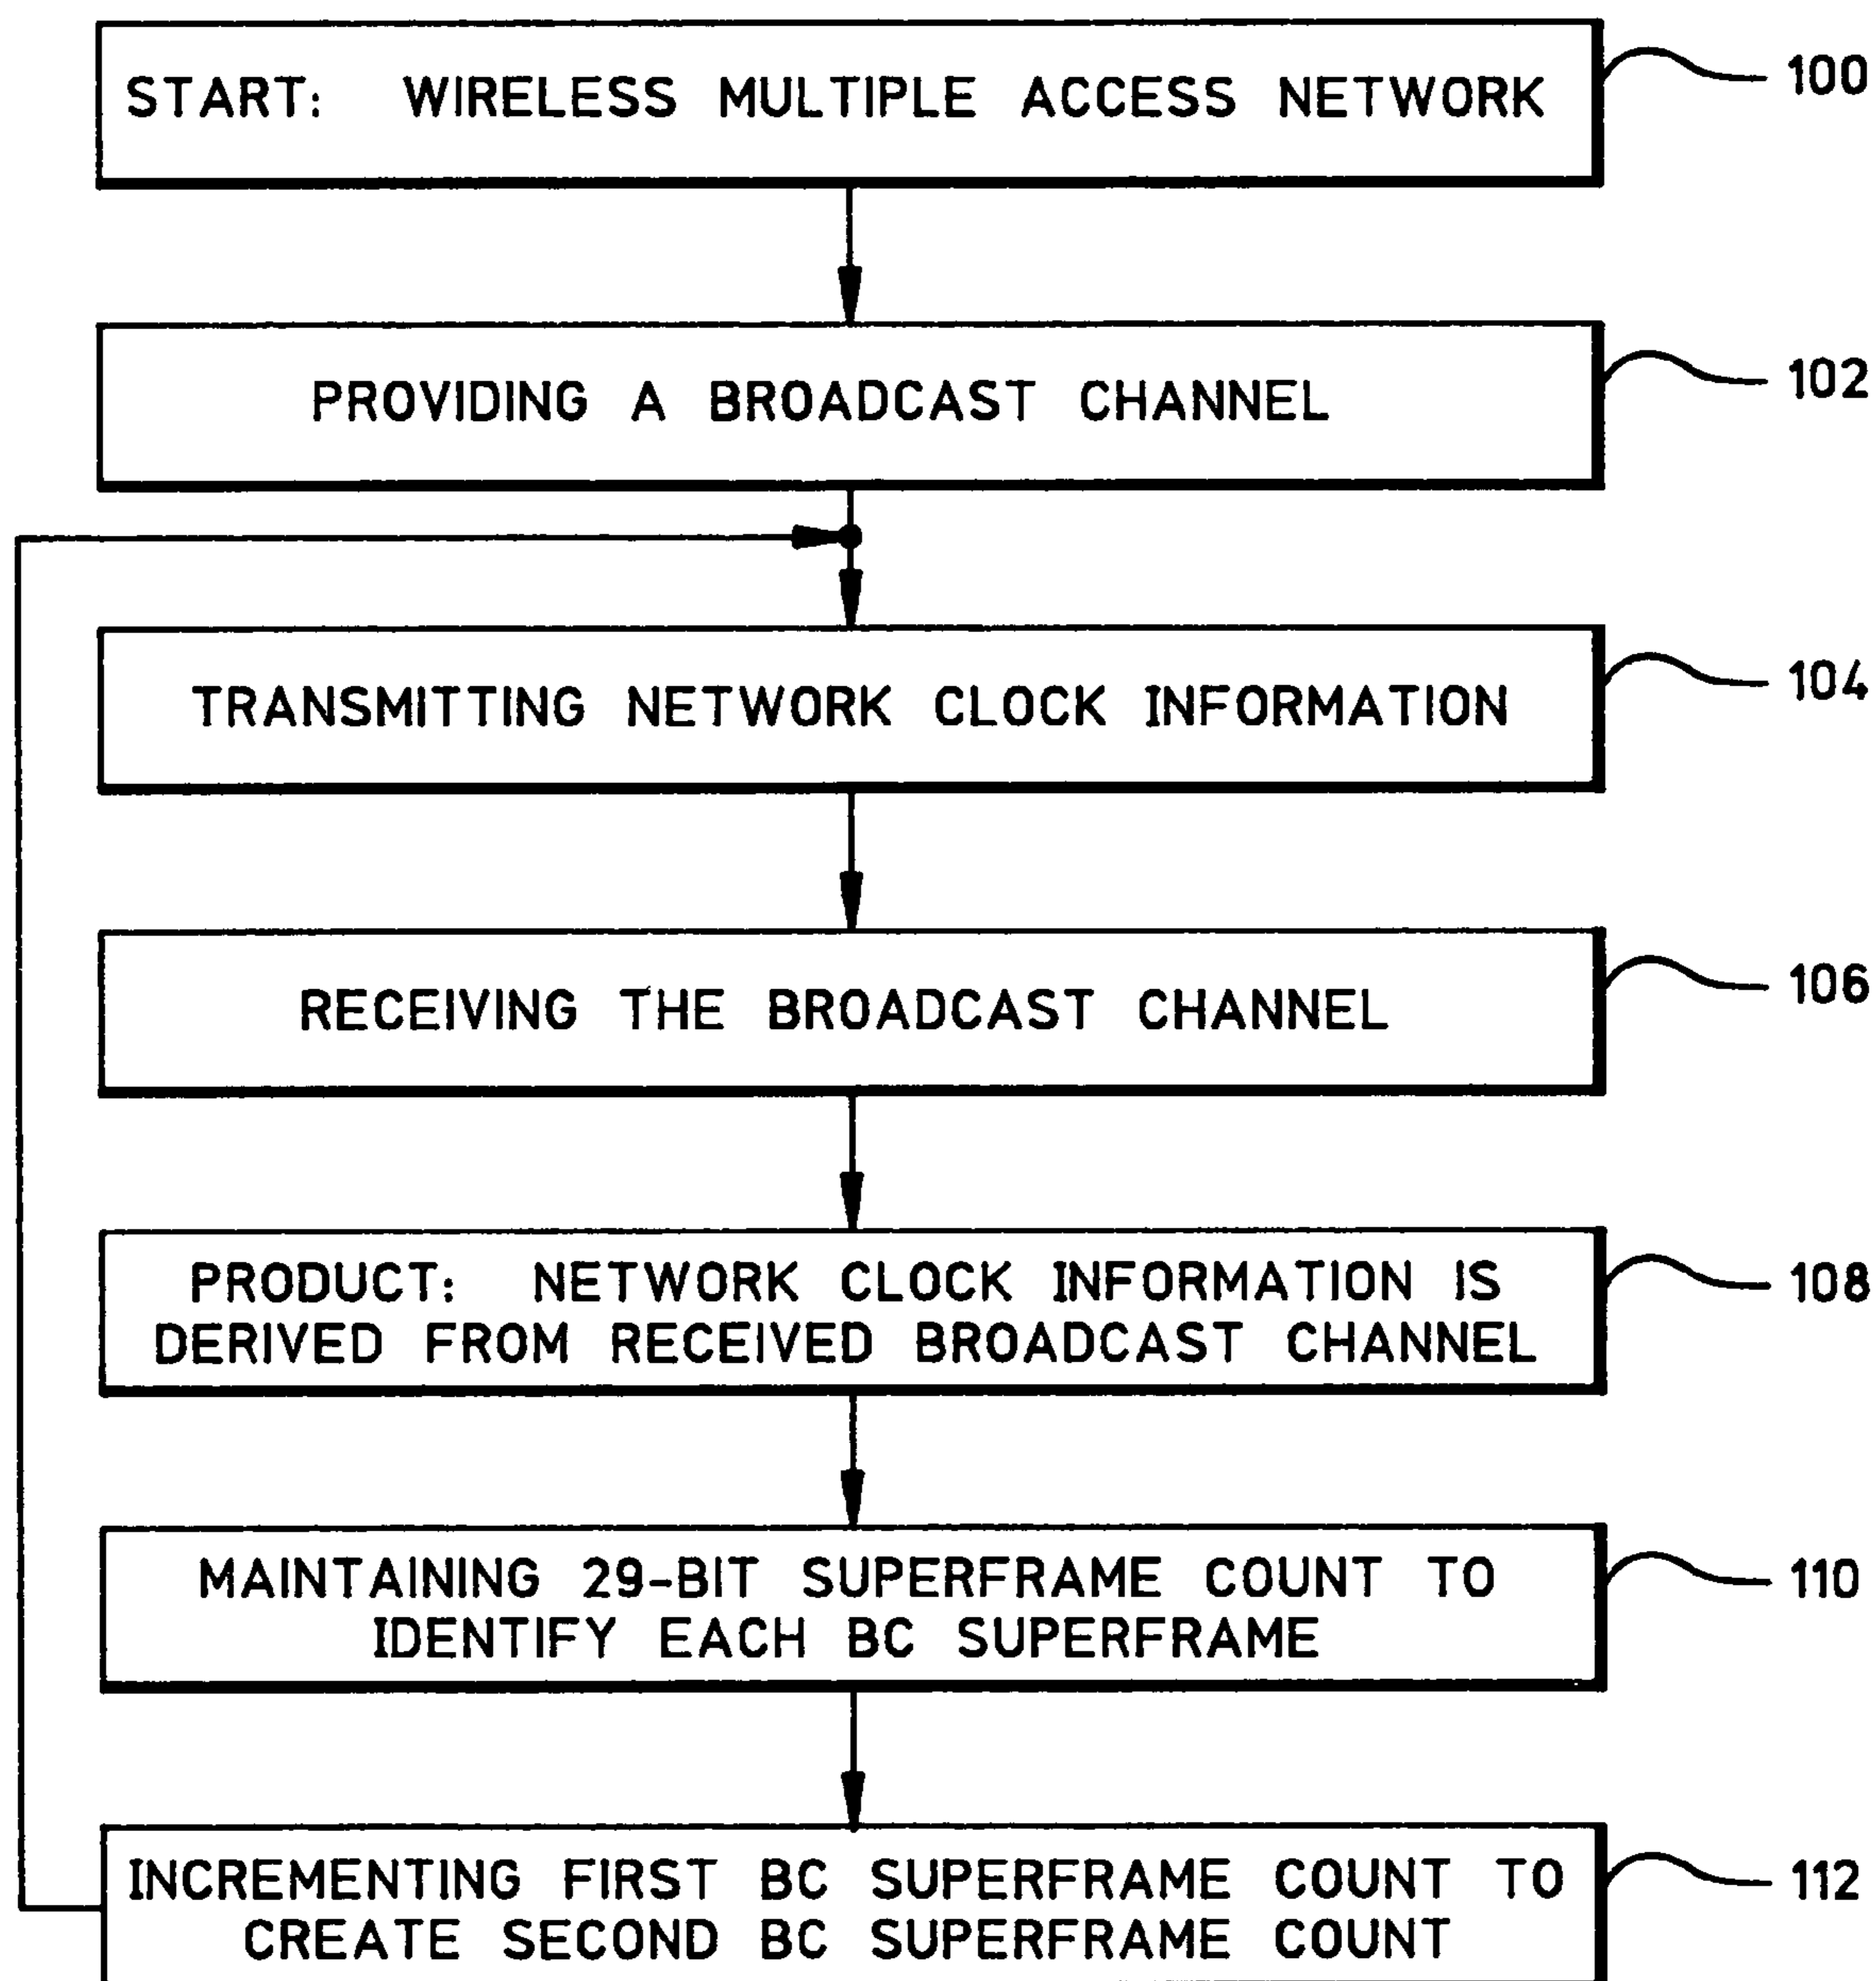 START: WIRELESS MULTIPLE ACCESS NETWORK
100
PROVIDING A BROADCAST CHANNEL
102
TRANSMITTING NETWORK CLOCK INFORMATION
104
RECEIVING THE BROADCAST CHANNEL
106
PRODUCT: NETWORK CLOCK INFORMATION IS
DERIVED FROM RECEIVED BROADCAST CHANNEL
108
MAINTAINING 29-BIT SUPERFRAME COUNT TO
IDENTIFY EACH BC SUPERFRAME
110
INCREMENTING FIRST BC SUPERFRAME COUNT TO
CREATE SECOND BC SUPERFRAME COUNT
112